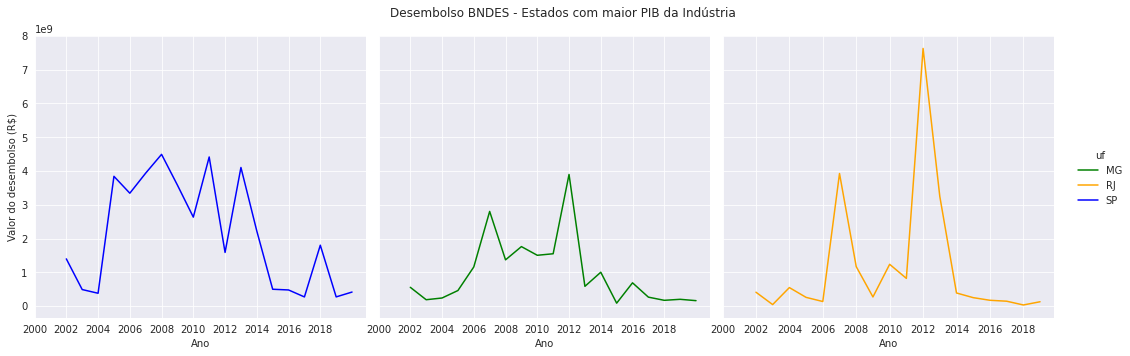 Desembolso BNDES - Estados com maior PIB da Indústria
1e9
8
7
6
5
4
3
2
1
0
Valor do desembolso (R$)
2000 2002 2004 2006 2008 2010 2012 2014 2016 2018
Ano
2000 2002 2004 2006 2008 2010 2012 2014 2016 2018
Ano
2000 2002 2004 2006 2008 2010 2012 2014 2016 2018
Ano
uf
MG
RJ
SP